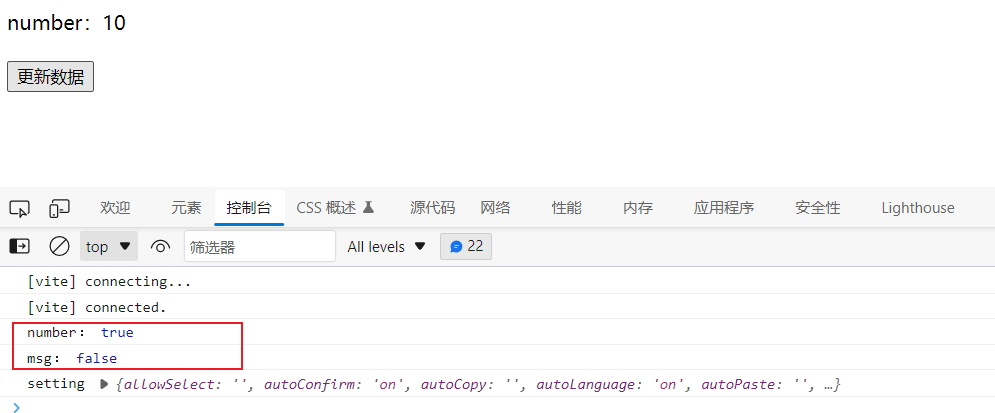 number：10
更新数据
欢迎 元素 控制台 CSS 概述 源代码 网络 性能 内存 应用程序 安全性 Lighthouse
top 筛选器 All levels 22
[vite] connecting...
[vite] connected.
number： true
msg： false
setting {allowSelect: '', autoConfirm: 'on', autoCopy: '', autoLanguage: 'on', autoPaste: '', …}